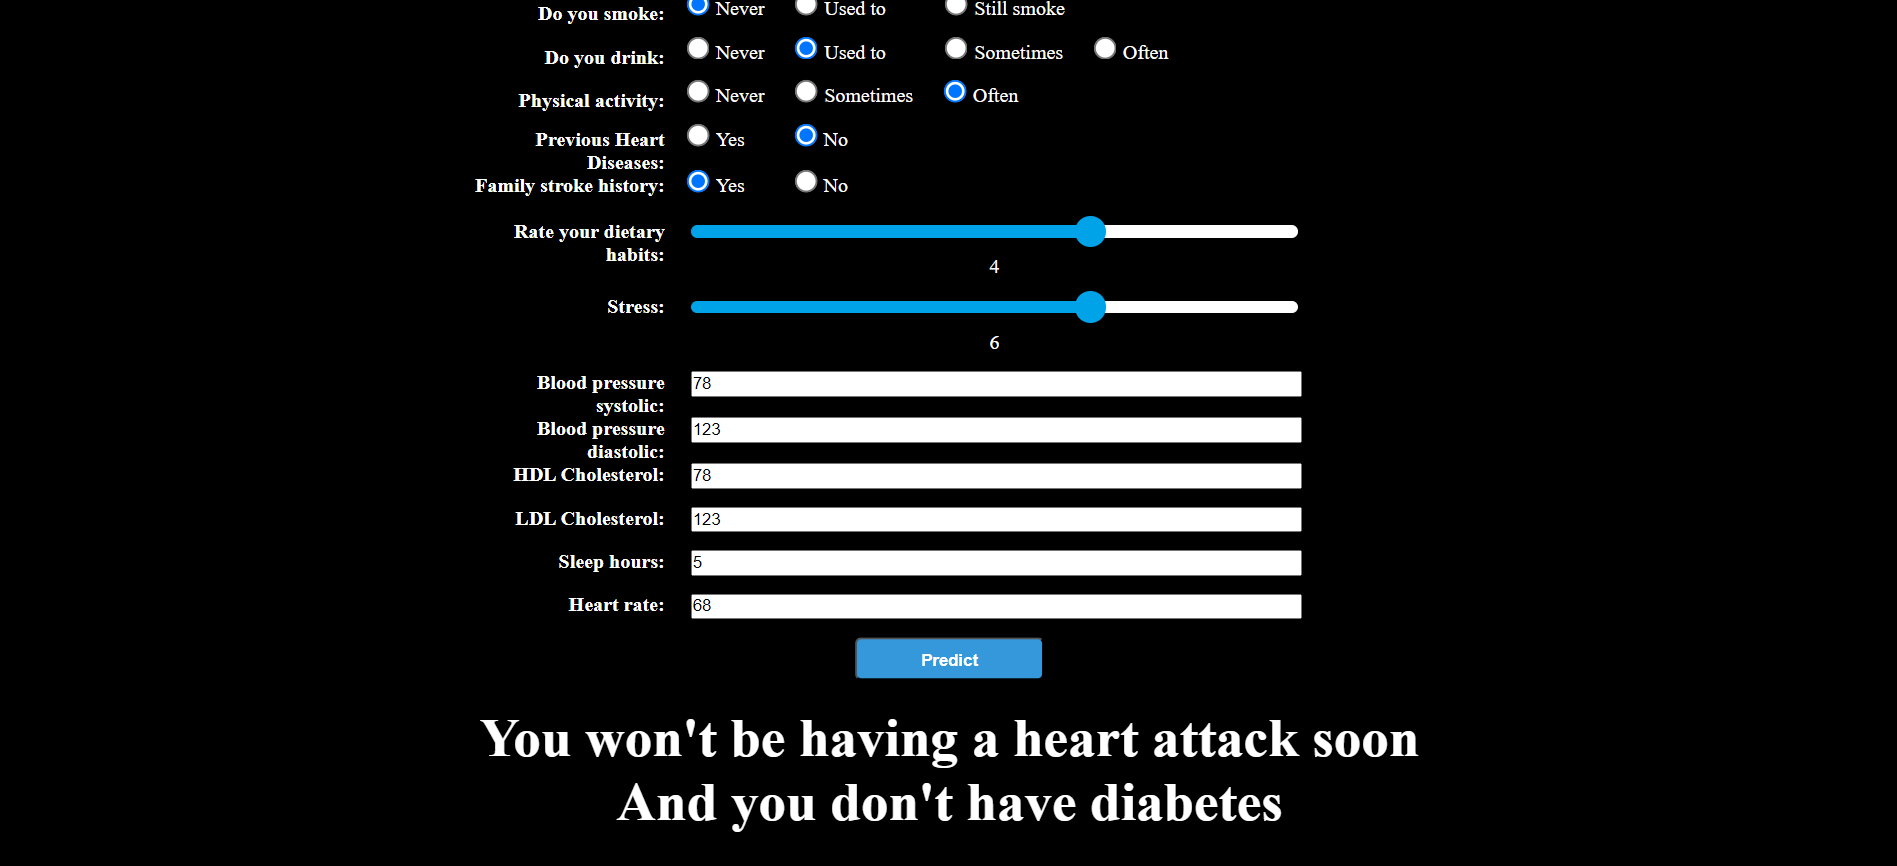 Do you smoke: Never Used to Still smoke
Do you drink: Never Used to Sometimes Often
Physical activity: Never Sometimes Often
Previous Heart Yes No
Diseases:
Family stroke history: Yes No
Rate your dietary
habits:
4
Stress:
6
Blood pressure 78
systolic:
Blood pressure 123
diastolic:
HDL Cholesterol: 78
LDL Cholesterol: 123
Sleep hours: 5
Heart rate: 68
Predict
You won't be having a heart attack soon
And you don't have diabetes